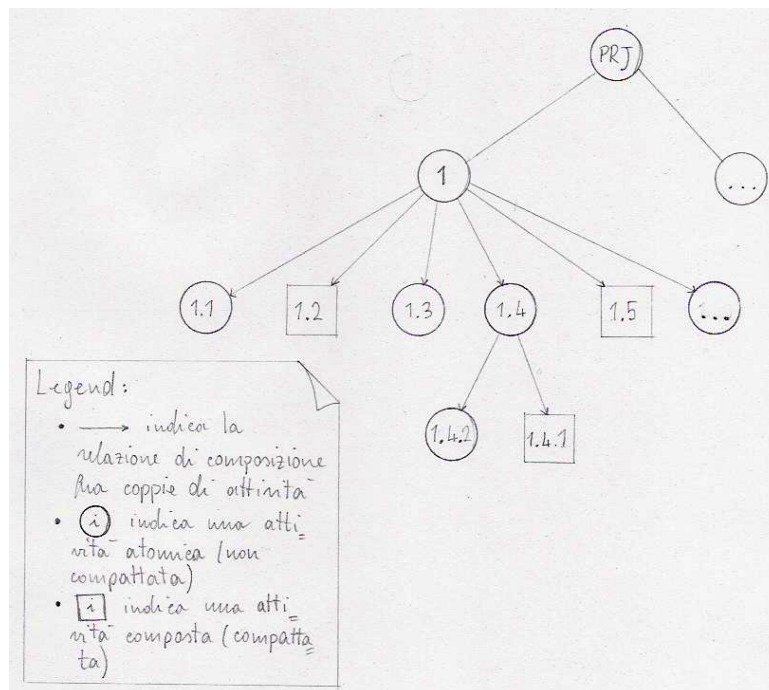 PRJ
1
...
1.1
1.2
1.3
1.4
1.5
...
1.4.2
1.4.1
Legend:
• → indica la
relazione di composizione
fra coppie di attività
• i indica una atti=
vità atomica (non
compattata)
• i indica una atti=
vità composta (compatta=
ta)